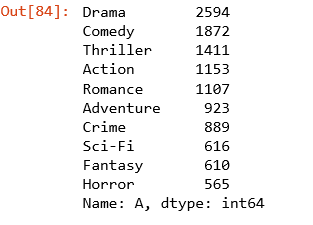 Out[84]: Drama 2594
Comedy 1872
Thriller 1411
Action 1153
Romance 1107
Adventure 923
Crime 889
Sci-Fi 616
Fantasy 610
Horror 565
Name: A, dtype: int64